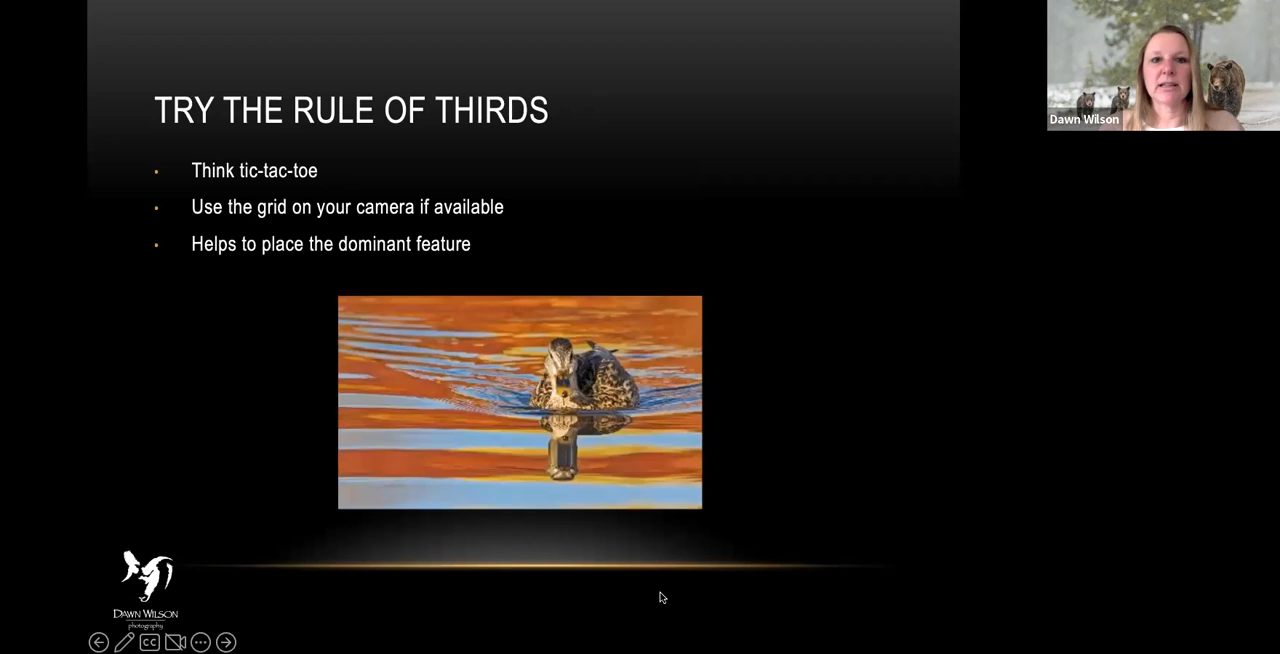 TRY THE RULE OF THIRDS
Think tic-tac-toe
Use the grid on your camera if available
Helps to place the dominant feature
Dawn Wilson
DAWN WILSON
photography
CC